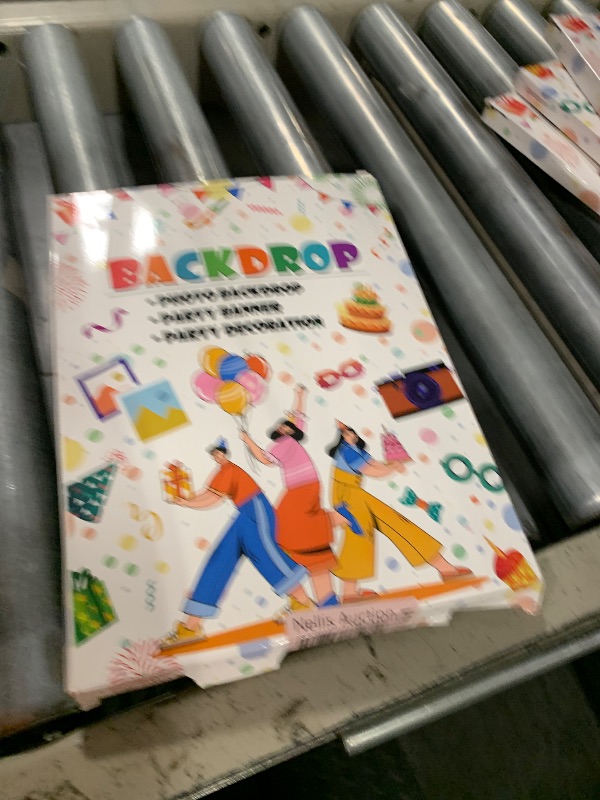 BACKDROP
PHOTO BACKDROP
PARTY BANNER
PARTY DECORATION
Nellis Auction